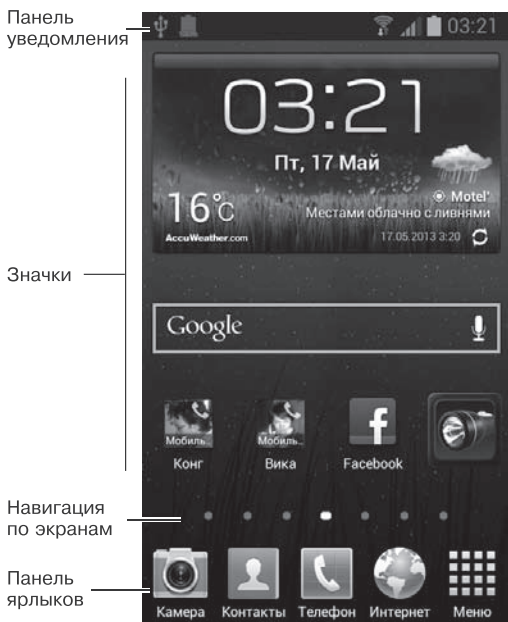 Панель
уведомления
03:21
03:21
Пт, 17 Май
16°c
Motel'
Местами облачно с ливнями
AccuWeather.com
17.05.2013 3:20
Значки
Google
Мобиль..
Мобиль..
Конг
Вика
Facebook
Навигация
по экранам
Панель
ярлыков
Камера
Контакты
Телефон
Интернет
Меню